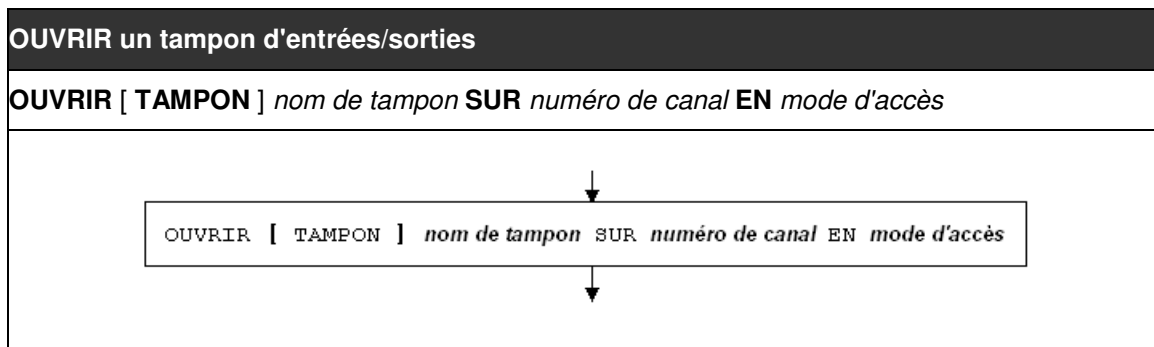 OUVRIR un tampon d'entrées/sorties
OUVRIR [ TAMPON ] nom de tampon SUR numéro de canal EN mode d'accès
OUVRIR [ TAMPON ] nom de tampon SUR numéro de canal EN mode d'accès